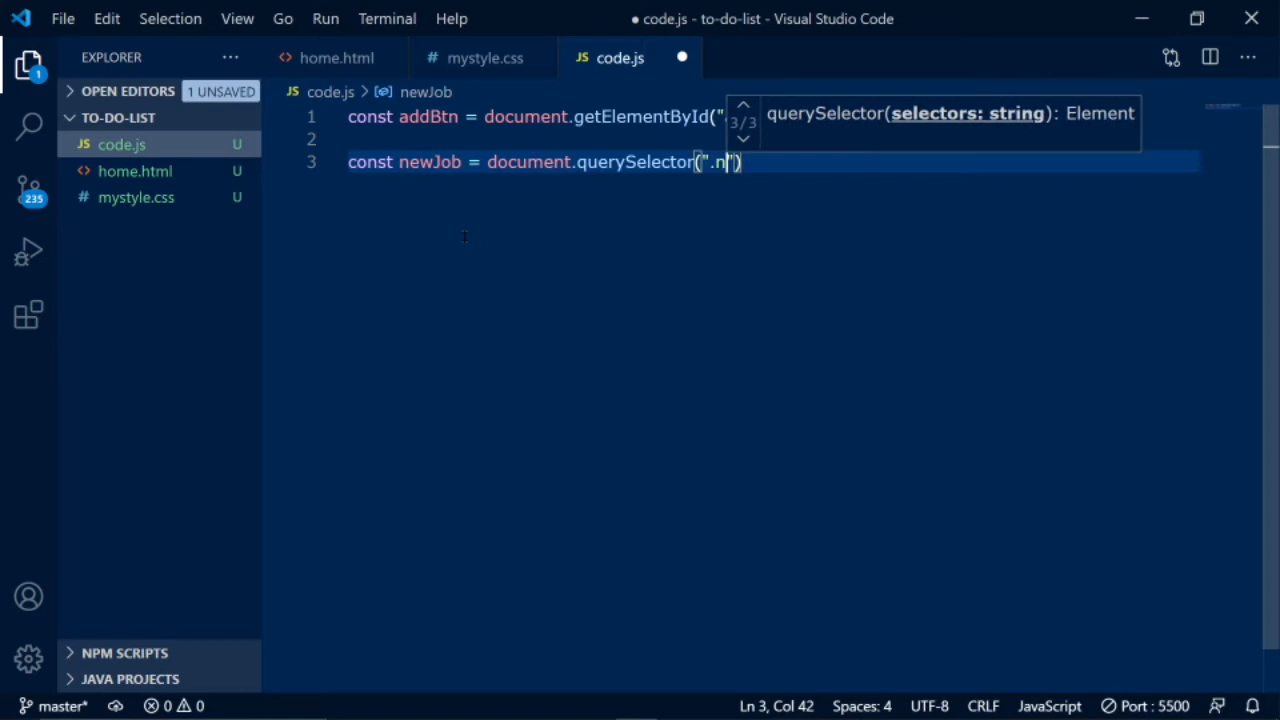 File Edit Selection View Go Run Terminal Help
● code.js - to-do-list - Visual Studio Code
EXPLORER
home.html
# mystyle.css
JS code.js
OPEN EDITORS 1 UNSAVED
TO-DO-LIST
JS code.js U
home.html U
# mystyle.css U
1
235
JS code.js > newJob
1 const addBtn = document.getElementById("
3/3 querySelector(selectors: string): Element
2
3 const newJob = document.querySelector(".n")
NPM SCRIPTS
JAVA PROJECTS
master* 0 0
Ln 3, Col 42 Spaces: 4 UTF-8 CRLF JavaScript Port : 5500